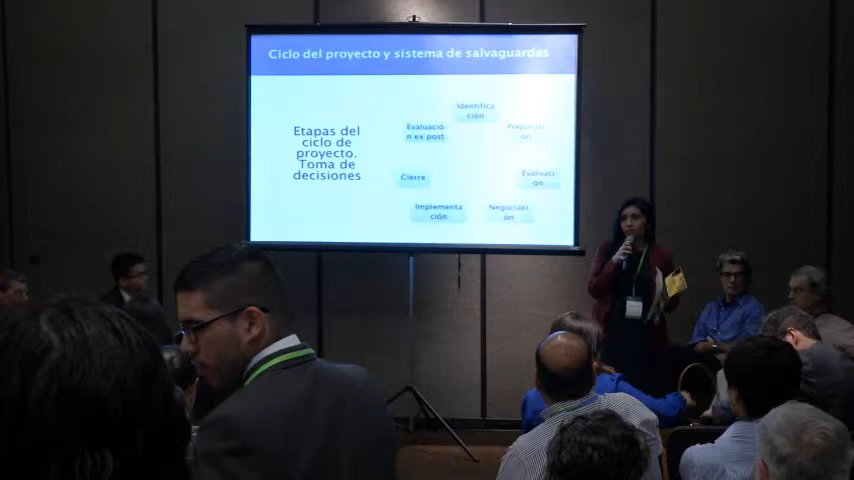 Ciclo del proyecto y sistema de salvaguardas
Etapas del
ciclo de
proyecto.
Toma de
decisiones
Identifica
ción
Preparaci
ón
Evaluaci
ón
Negociaci
ón
Implementa
ción
Cierre
Evaluació
n ex post